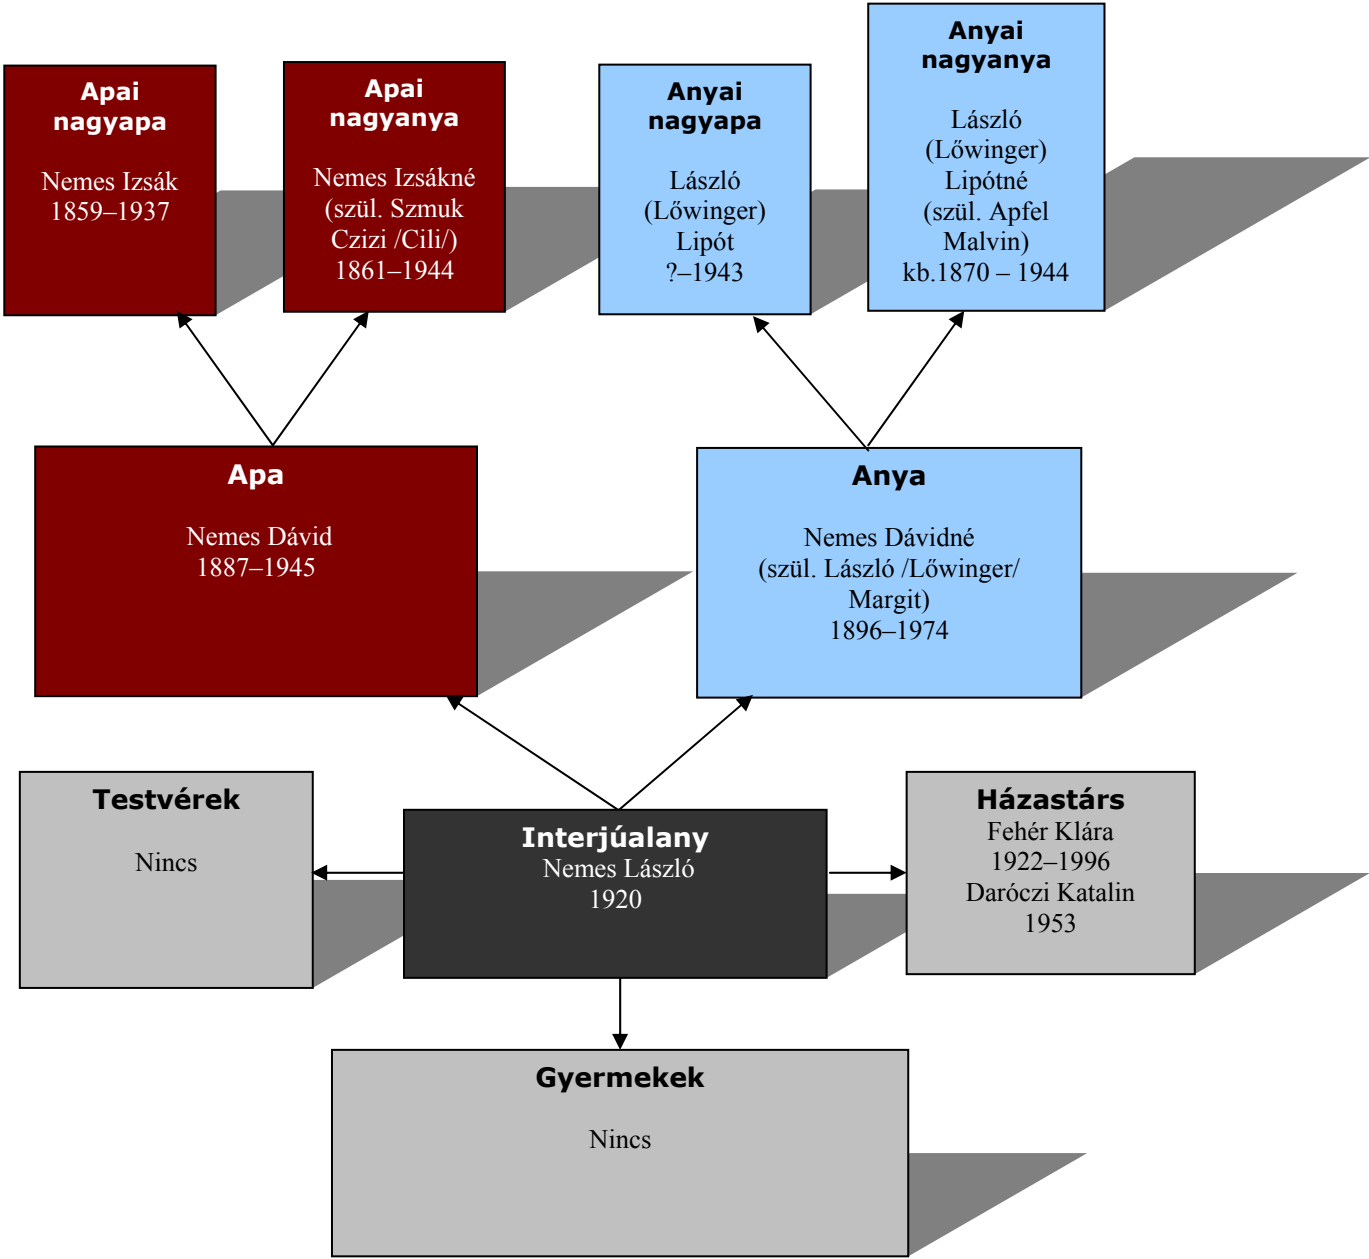 Apai
nagyapa
Nemes Izsák
1859–1937
Apai
nagyanya
Nemes Izsákné
(szül. Szmuk
Czizi /Cili/)
1861–1944
Anyai
nagyapa
László
(Lőwinger)
Lipót
?–1943
Anyai
nagyanya
László
(Lőwinger)
Lipótné
(szül. Apfel
Malvin)
kb.1870 – 1944
Apa
Nemes Dávid
1887–1945
Anya
Nemes Dávidné
(szül. László /Lőwinger/
Margit)
1896–1974
Testvérek
Nincs
Interjúalany
Nemes László
1920
Házastárs
Fehér Klára
1922–1996
Daróczi Katalin
1953
Gyermekek
Nincs